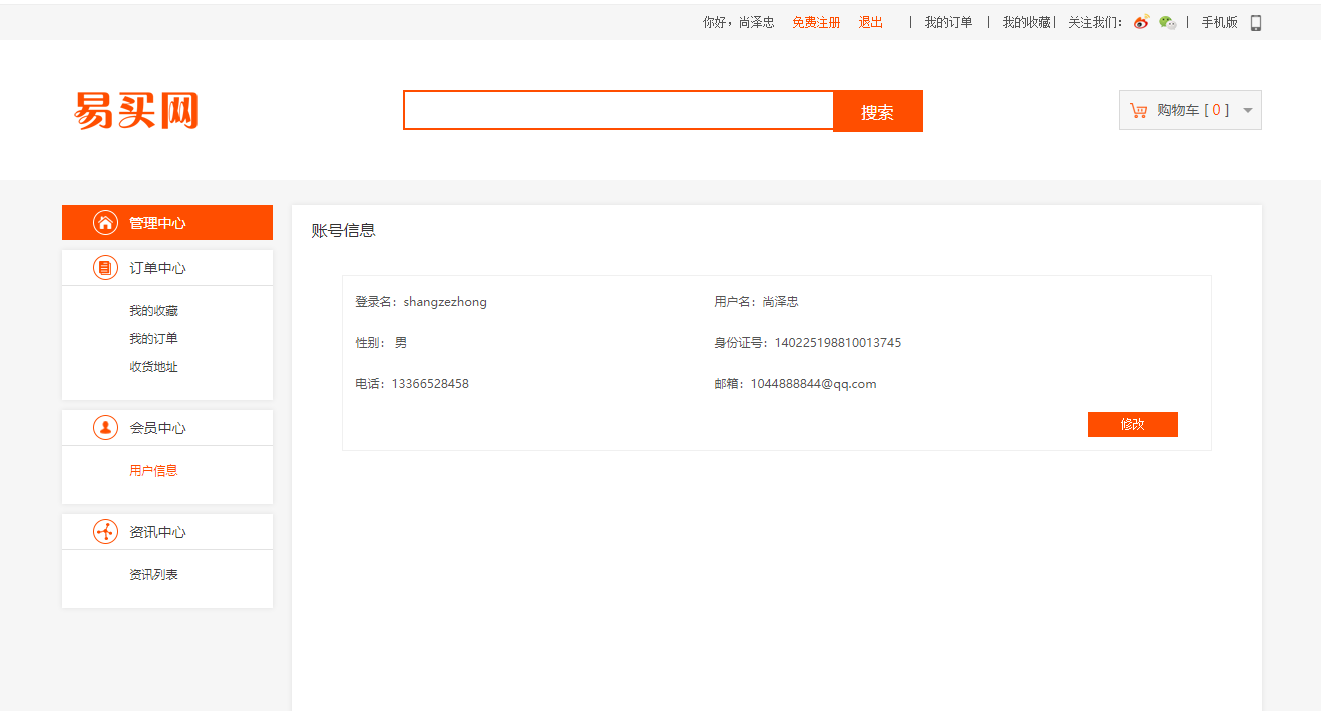 你好，尚泽忠 免费注册 退出 | 我的订单 | 我的收藏| 关注我们： | 手机版
易买网
搜索
购物车 [ 0 ]
管理中心
订单中心
我的收藏
我的订单
收货地址
会员中心
用户信息
资讯中心
资讯列表
账号信息
登录名：shangzezhong 用户名：尚泽忠
性别： 男 身份证号：140225198810013745
电话：13366528458 邮箱：1044888844@qq.com
修改